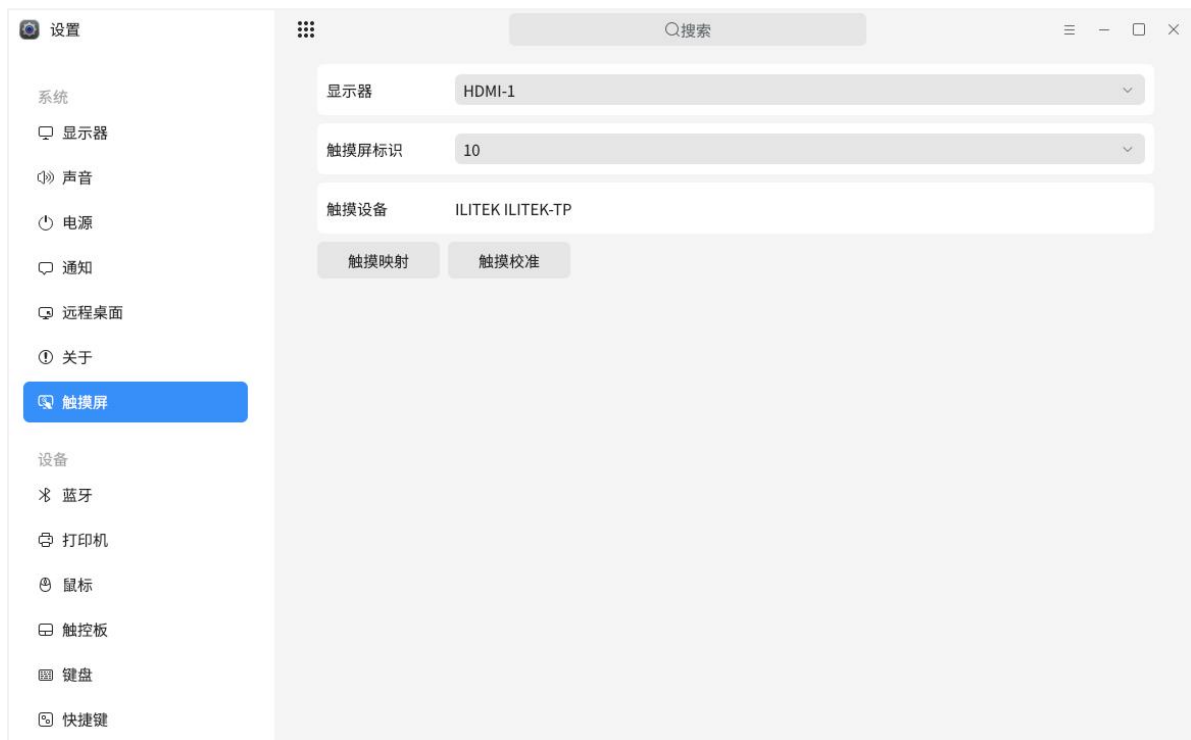 设置
搜索
系统
显示器
声音
电源
通知
远程桌面
关于
触摸屏
设备
蓝牙
打印机
鼠标
触控板
键盘
快捷键
显示器 HDMI-1
触摸屏标识 10
触摸设备 ILITEK ILITEK-TP
触摸映射 触摸校准